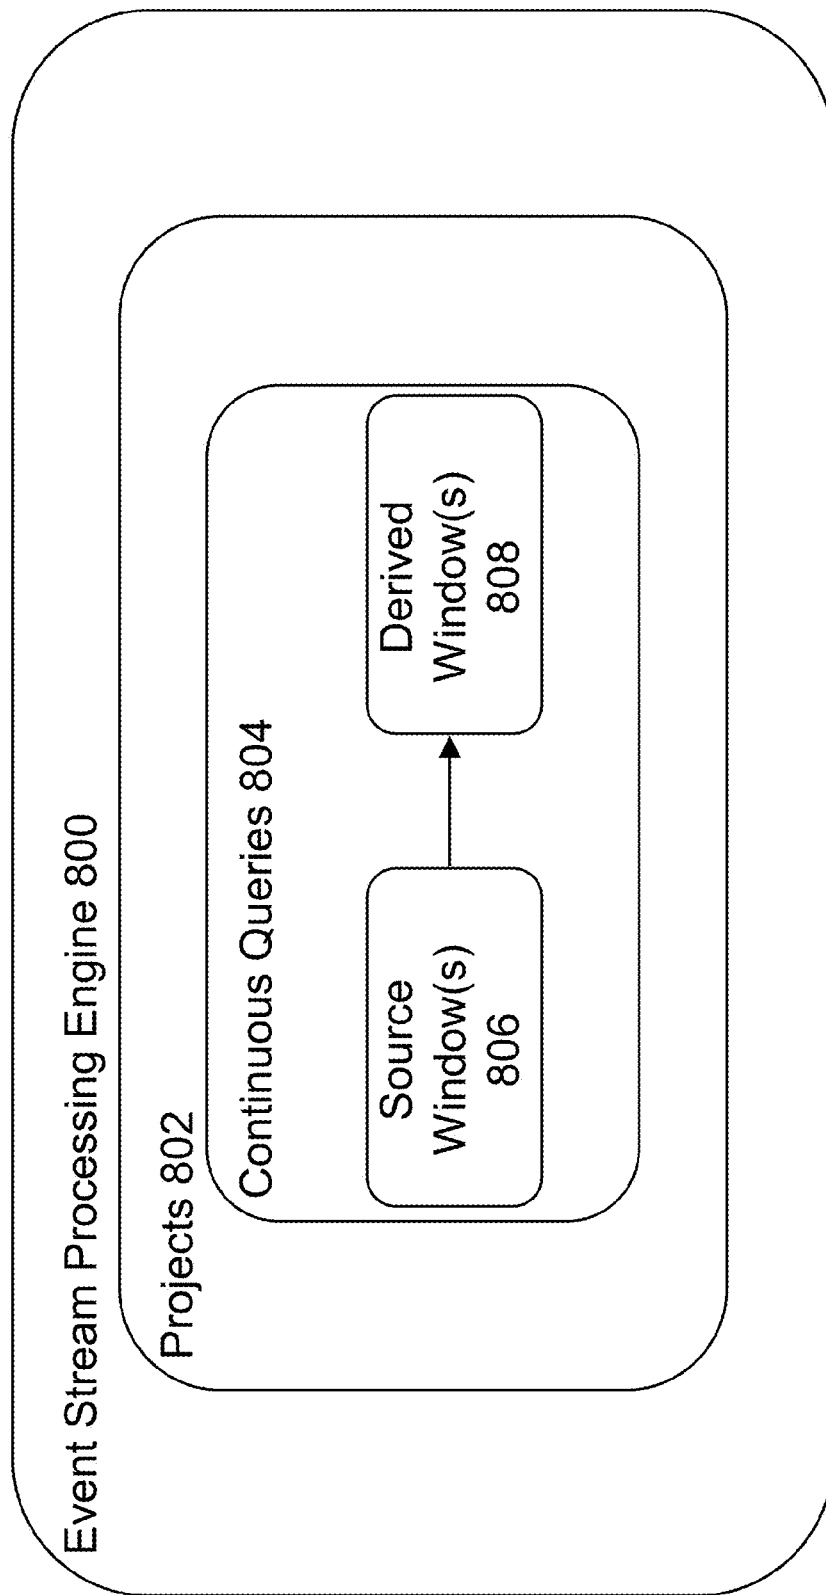 Event Stream Processing Engine 800
Projects 802
Continuous Queries 804
Source
Window(s)
806
Derived
Window(s)
808